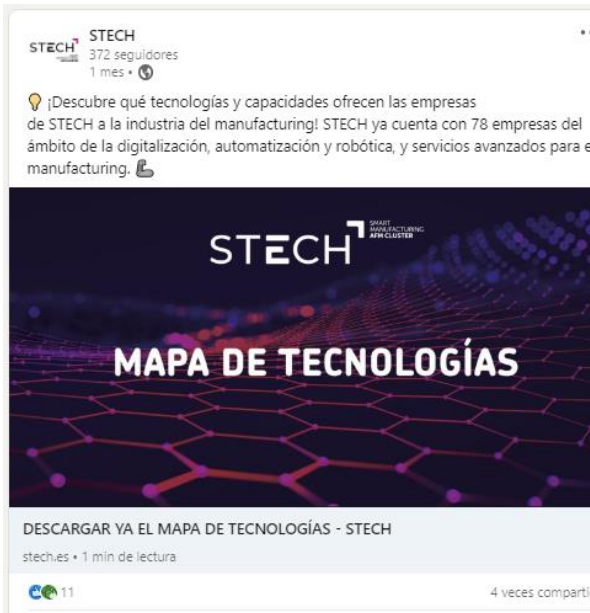 STECH
STECH
372 seguidores
1 mes •
¡Descubre qué tecnologías y capacidades ofrecen las empresas
de STECH a la industria del manufacturing! STECH ya cuenta con 78 empresas del
ámbito de la digitalización, automatización y robótica, y servicios avanzados para e
manufacturing.
STECH
SMART
MANUFACTURING
AFM CLUSTER
MAPA DE TECNOLOGÍAS
DESCARGAR YA EL MAPA DE TECNOLOGÍAS - STECH
stech.es • 1 min de lectura
11
4 veces comparti